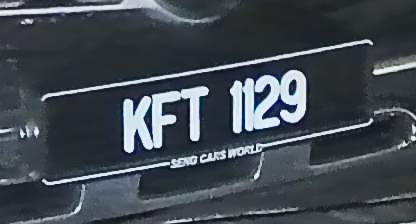 KFT 1129
SENG CARS WORLD